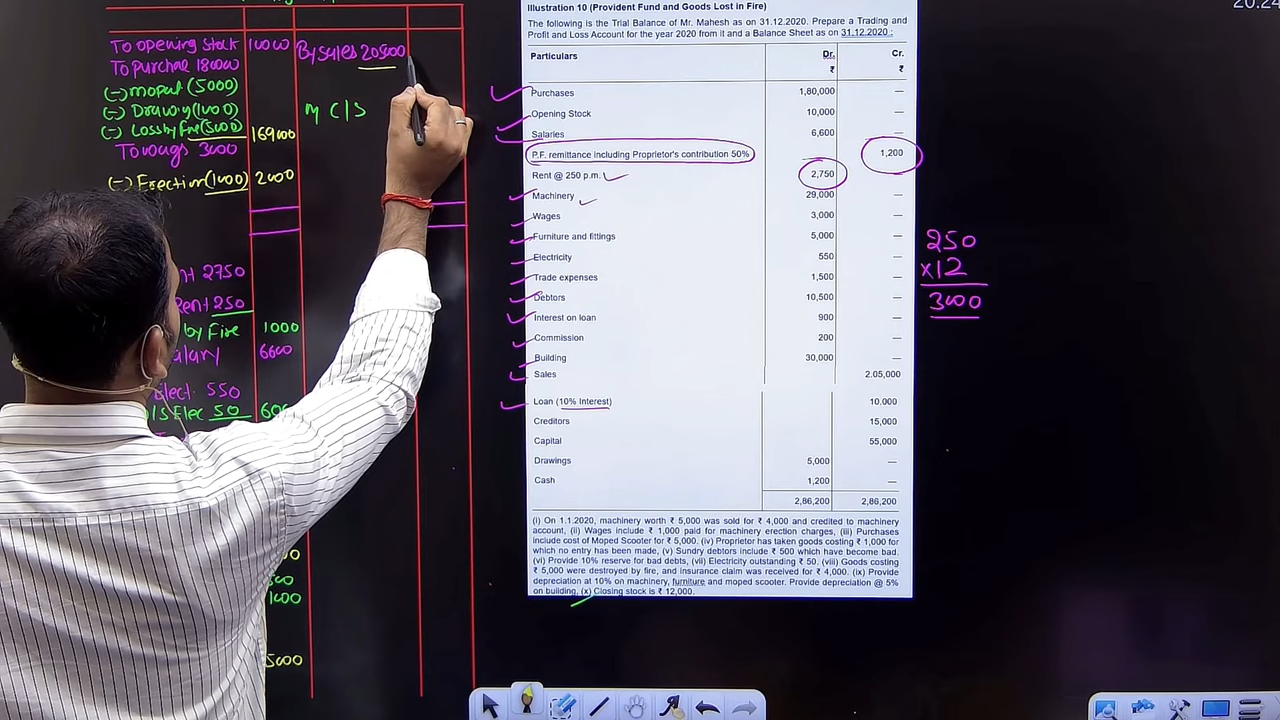 20:24
To opening stock 10000 By sales 205000
To purchase 180000
(-) moped (5000)
(-) Drawing (1000)
(-) Loss by fire (5000) 169000
By C/S
To wages 3000
(-) Erection (1000) 2000
2750
Rent 250
by Fire 1000
alary 6600
Elect. 550
O/S Elec 50
1000
5000
Illustration 10 (Provident Fund and Goods Lost in Fire)
The following is the Trial Balance of Mr. Mahesh as on 31.12.2020. Prepare a Trading and
Profit and Loss Account for the year 2020 from it and a Balance Sheet as on 31.12.2020 :
Particulars Dr. Cr.
₹ ₹
Purchases 1,80,000 —
Opening Stock 10,000 —
Salaries 6,600 —
P.F. remittance including Proprietor's contribution 50% 1,200
Rent @ 250 p.m. 2,750 —
Machinery 29,000 —
Wages 3,000 —
Furniture and fittings 5,000 —
Electricity 550 —
Trade expenses 1,500 —
Debtors 10,500 —
Interest on loan 900 —
Commission 200 —
Building 30,000 —
Sales 2.05,000
Loan (10% Interest) 10.000
Creditors 15,000
Capital 55,000
Drawings 5,000 —
Cash 1,200 —
2,86,200 2,86,200
(i) On 1.1.2020, machinery worth ₹ 5,000 was sold for ₹ 4,000 and credited to machinery
account, (ii) Wages include ₹ 1,000 paid for machinery erection charges, (iii) Purchases
include cost of Moped Scooter for ₹ 5,000. (iv) Proprietor has taken goods costing ₹ 1,000 for
which no entry has been made, (v) Sundry debtors include ₹ 500 which have become bad.
(vi) Provide 10% reserve for bad debts, (vii) Electricity outstanding ₹ 50. (viii) Goods costing
₹ 5,000 were destroyed by fire, and insurance claim was received for ₹ 4,000. (ix) Provide
depreciation at 10% on machinery, furniture and moped scooter. Provide depreciation @ 5%
on building, (x) Closing stock is ₹ 12,000.
250
x12
3000